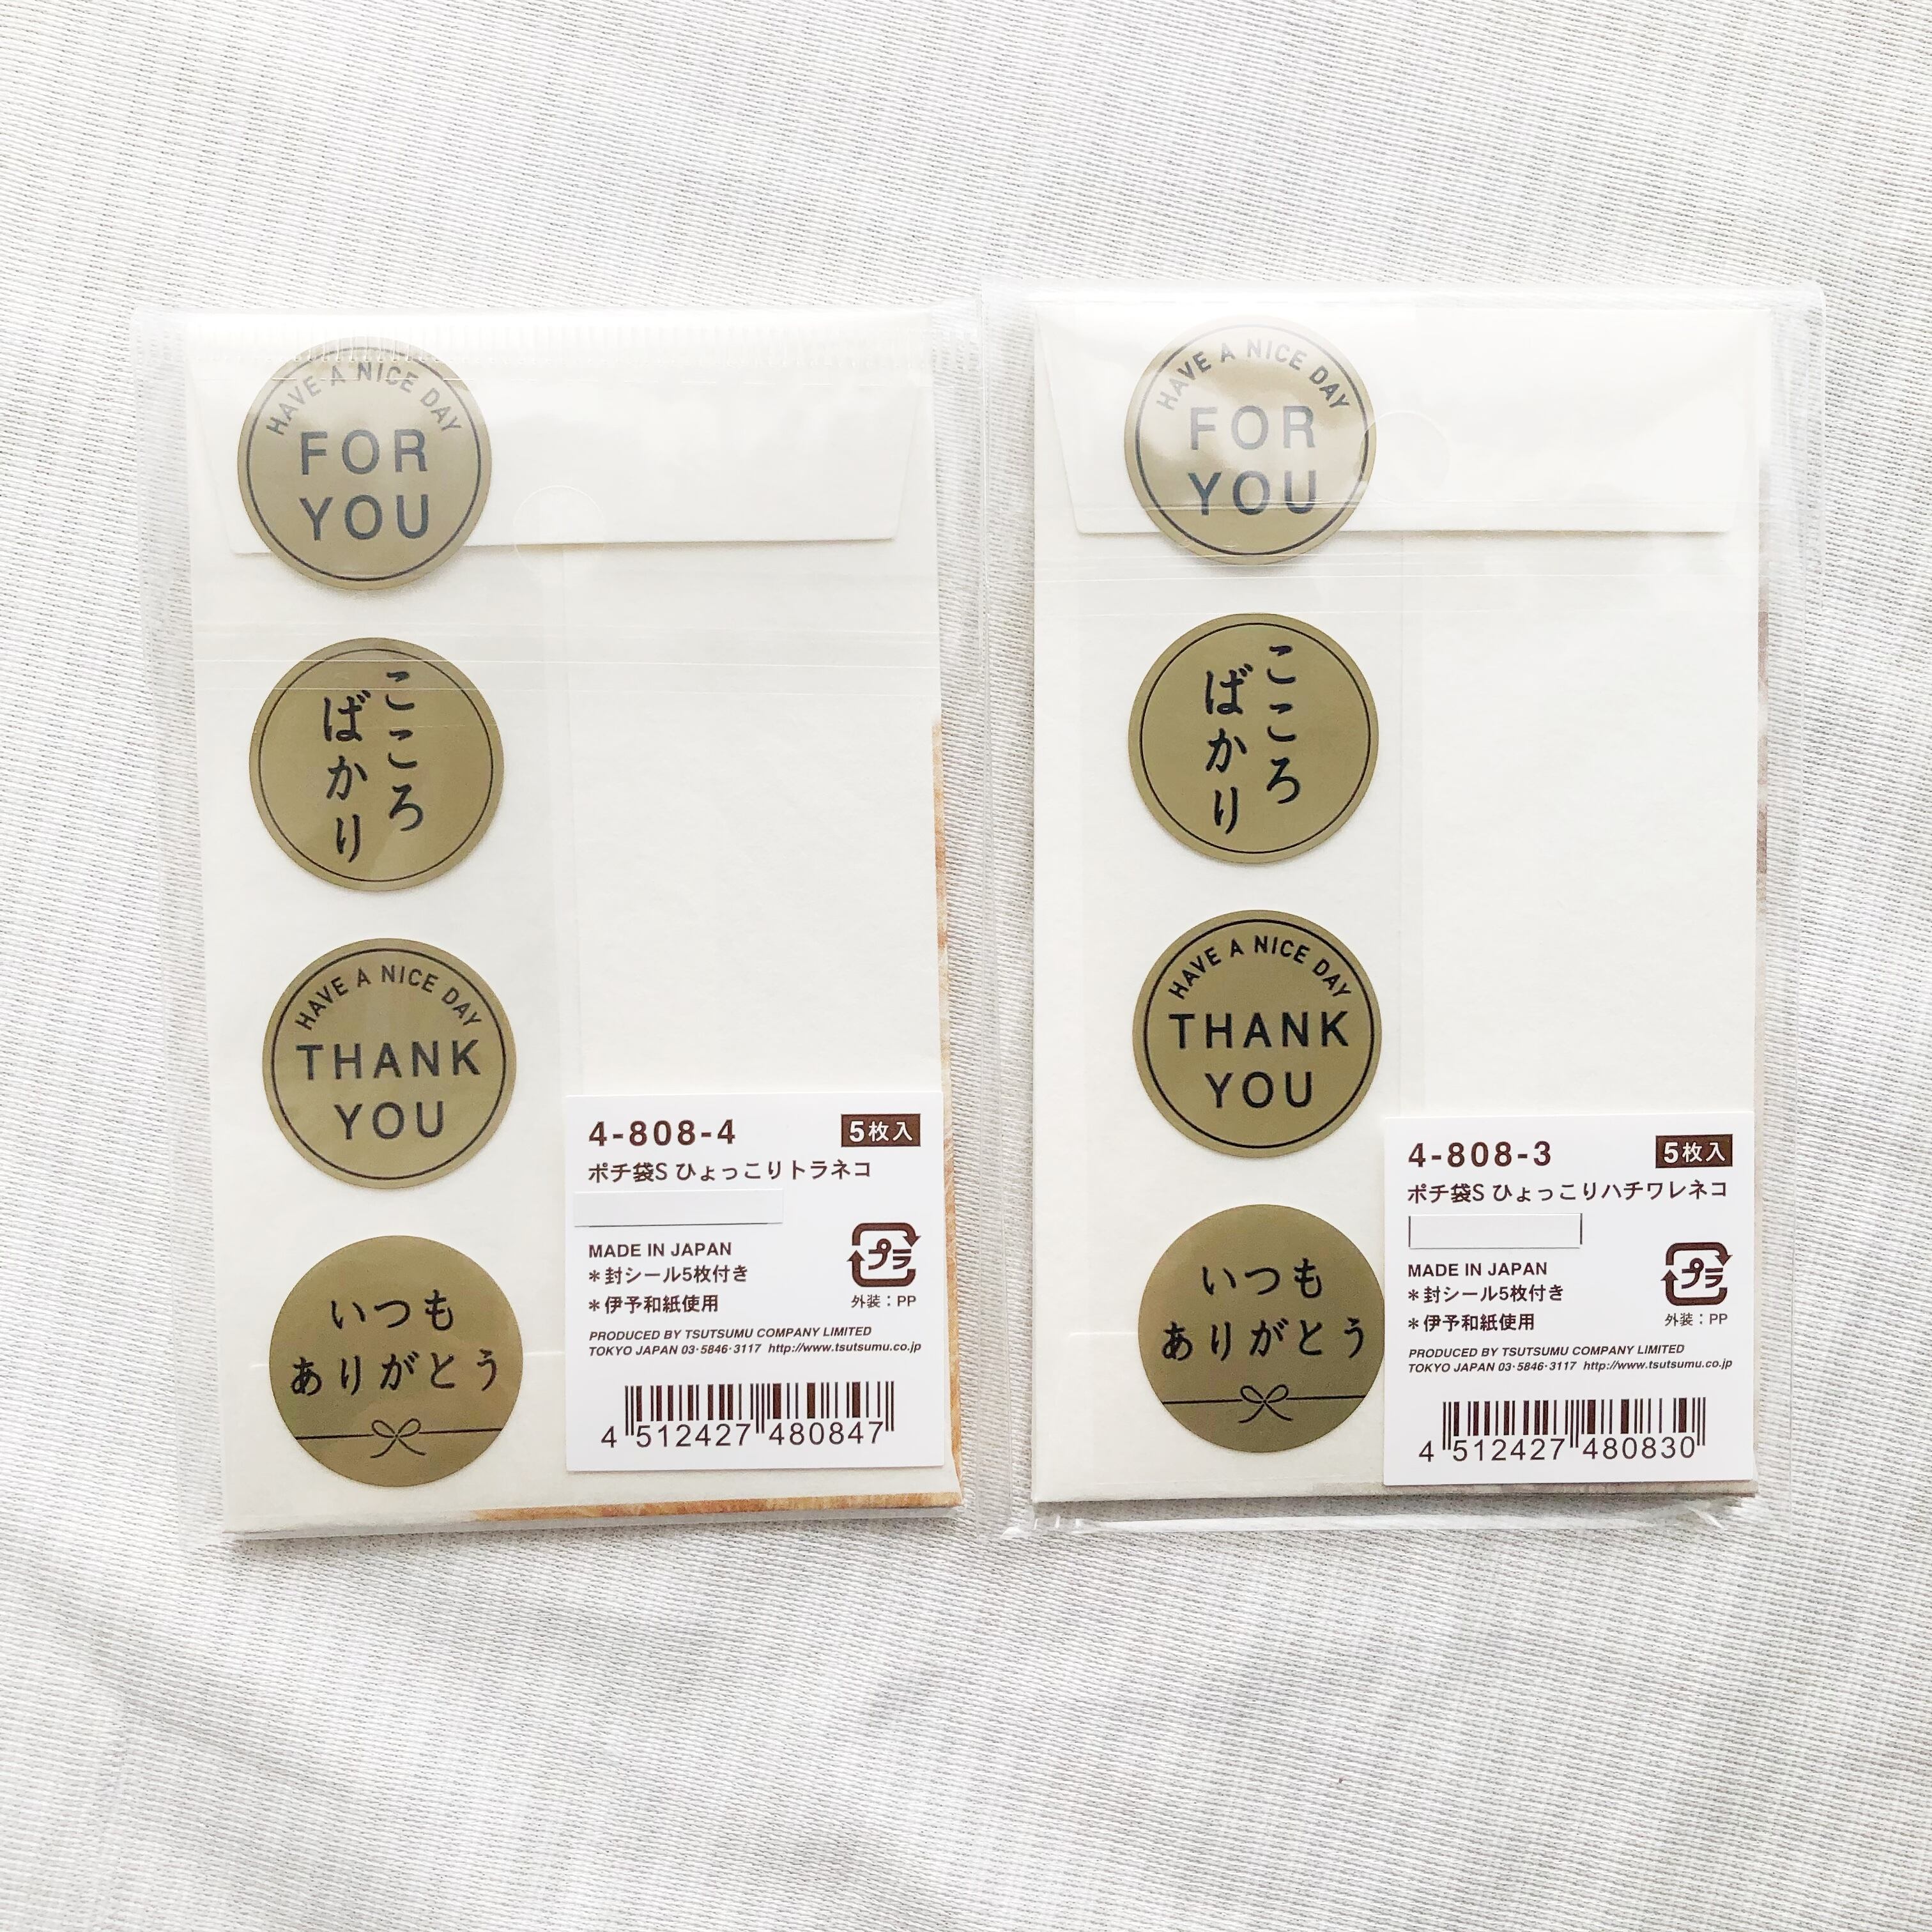 HAVE A NICE DAY
FOR
YOU
こころ
ばかり
HAVE A NICE DAY
THANK
YOU
いつも
ありがとう
4-808-4
5枚入
ポチ袋S ひょっこりトラネコ
MADE IN JAPAN
プラ
＊封シール5枚付き
＊伊予和紙使用
外装：PP
PRODUCED BY TSUTSUMU COMPANY LIMITED
TOKYO JAPAN 03·5846·3117 http://www.tsutsumu.co.jp
4 512427 480847
HAVE A NICE DAY
FOR
YOU
こころ
ばかり
HAVE A NICE DAY
THANK
YOU
いつも
ありがとう
4-808-3
5枚入
ポチ袋S ひょっこりハチワレネコ
MADE IN JAPAN
プラ
＊封シール5枚付き
＊伊予和紙使用
外装：PP
PRODUCED BY TSUTSUMU COMPANY LIMITED
TOKYO JAPAN 03·5846·3117 http://www.tsutsumu.co.jp
4 512427 480830